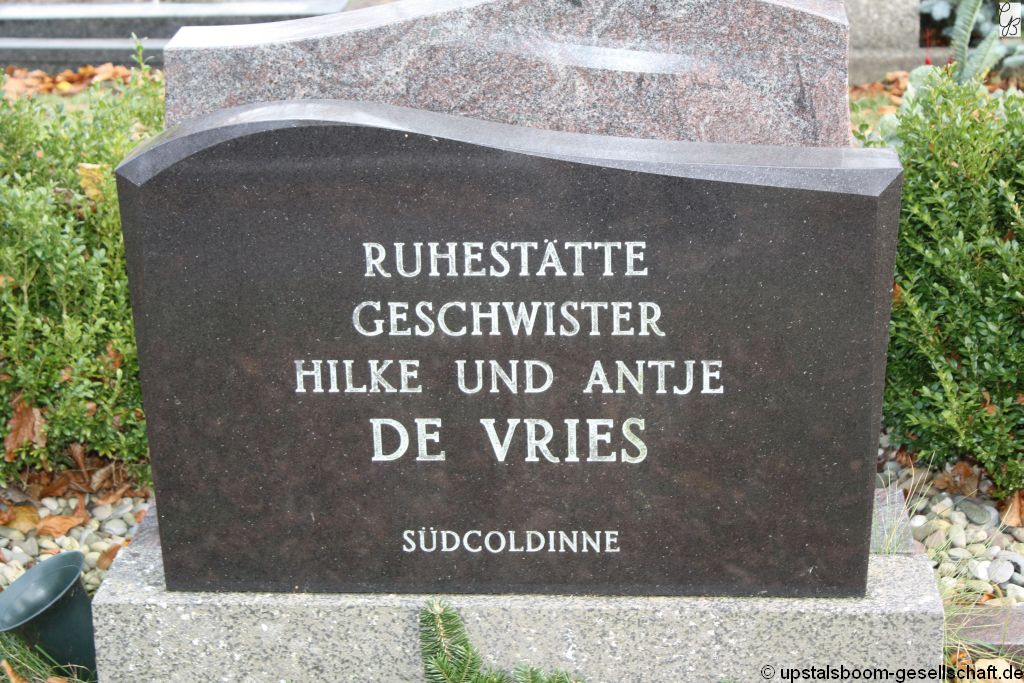 RUHESTÄTTE
GESCHWISTER
HILKE UND ANTJE
DE VRIES
SÜDCOLDINNE
© upstalsboom-gesellschaft.de